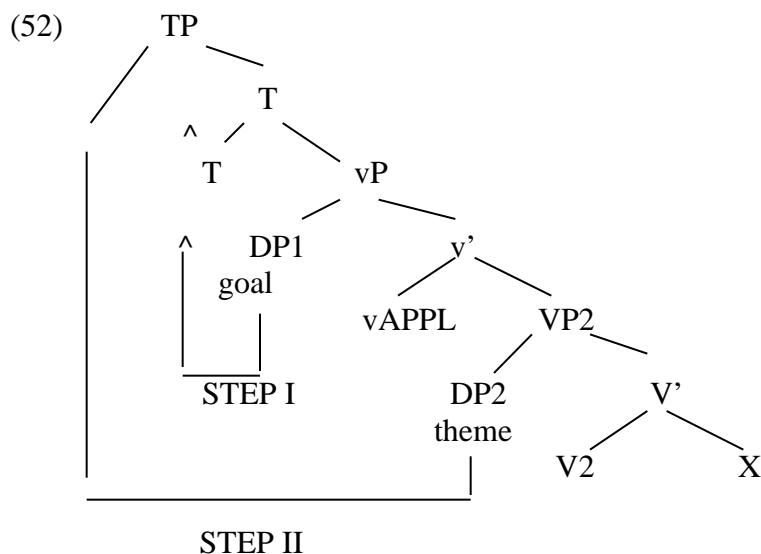 (52) TP
T
^
T vP
^ DP1 v’
goal
vAPPL VP2
STEP I DP2 V’
theme
V2 X
STEP II